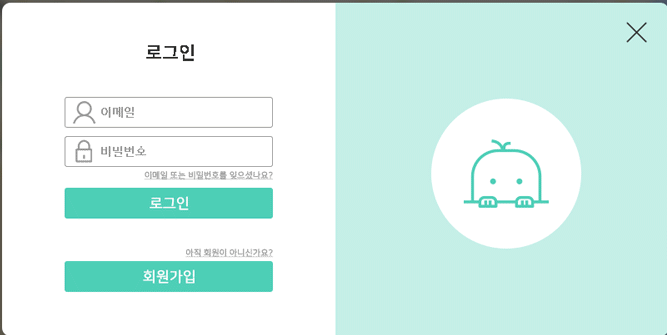 로그인
이메일
비밀번호
이메일 또는 비밀번호를 잊으셨나요?
로그인
아직 회원이 아니신가요?
회원가입